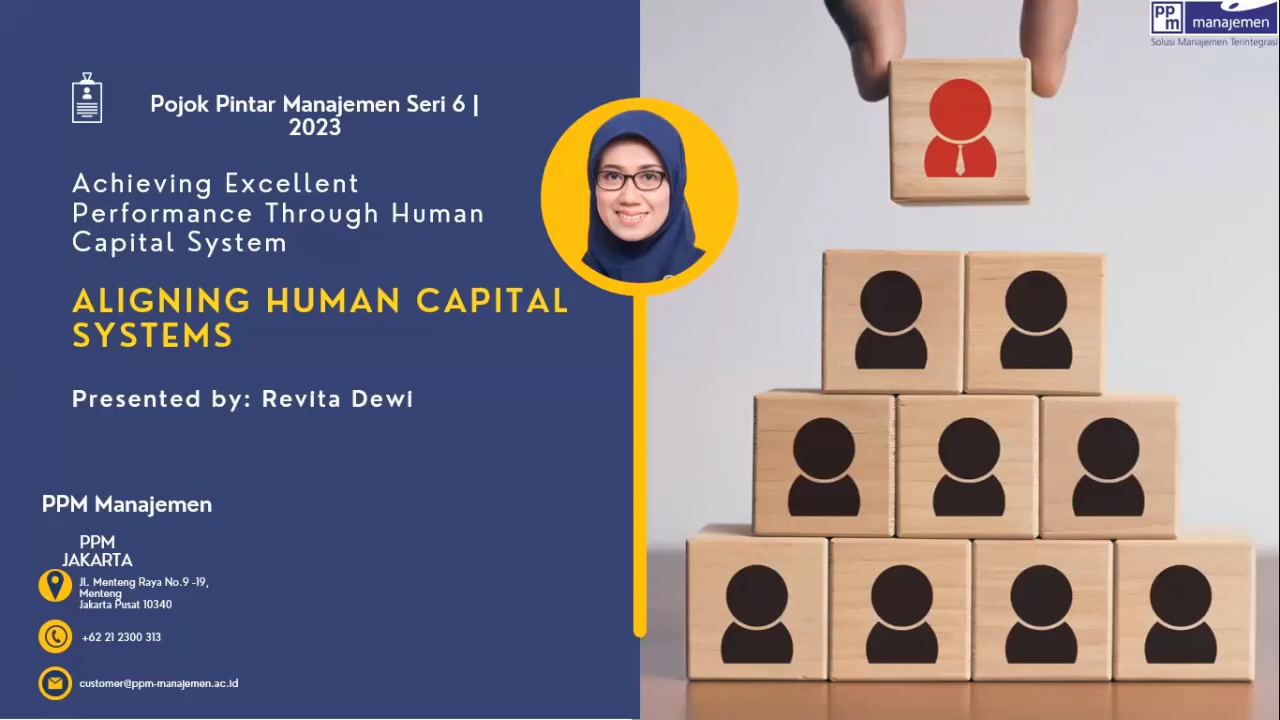 Pojok Pintar Manajemen Seri 6 |
2023
Achieving Excellent
Performance Through Human
Capital System
ALIGNING HUMAN CAPITAL
SYSTEMS
Presented by: Revita Dewi
PPM Manajemen
PPM
JAKARTA
Jl. Menteng Raya No.9 -19,
Menteng
Jakarta Pusat 10340
+62 21 2300 313
customer@ppm-manajemen.ac.id
ppm manajemen
Solusi Manajemen Terintegrasi